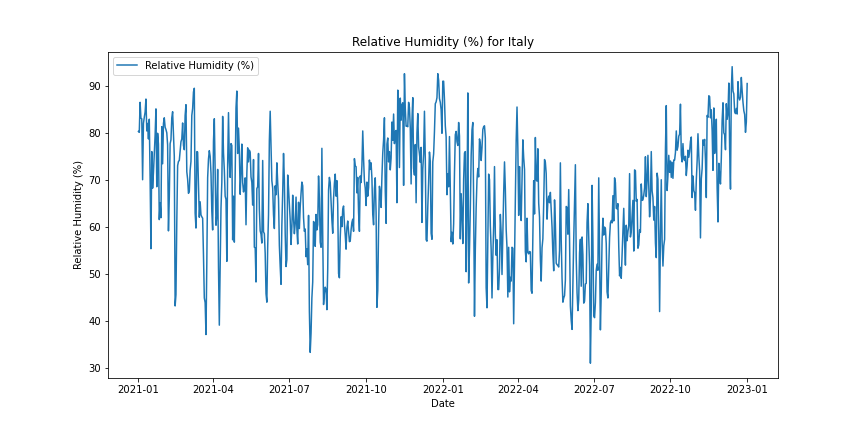 Relative Humidity (%) for Italy
Relative Humidity (%)
Relative Humidity (%)
90
80
70
60
50
40
30
2021-01 2021-04 2021-07 2021-10 2022-01 2022-04 2022-07 2022-10 2023-01
Date